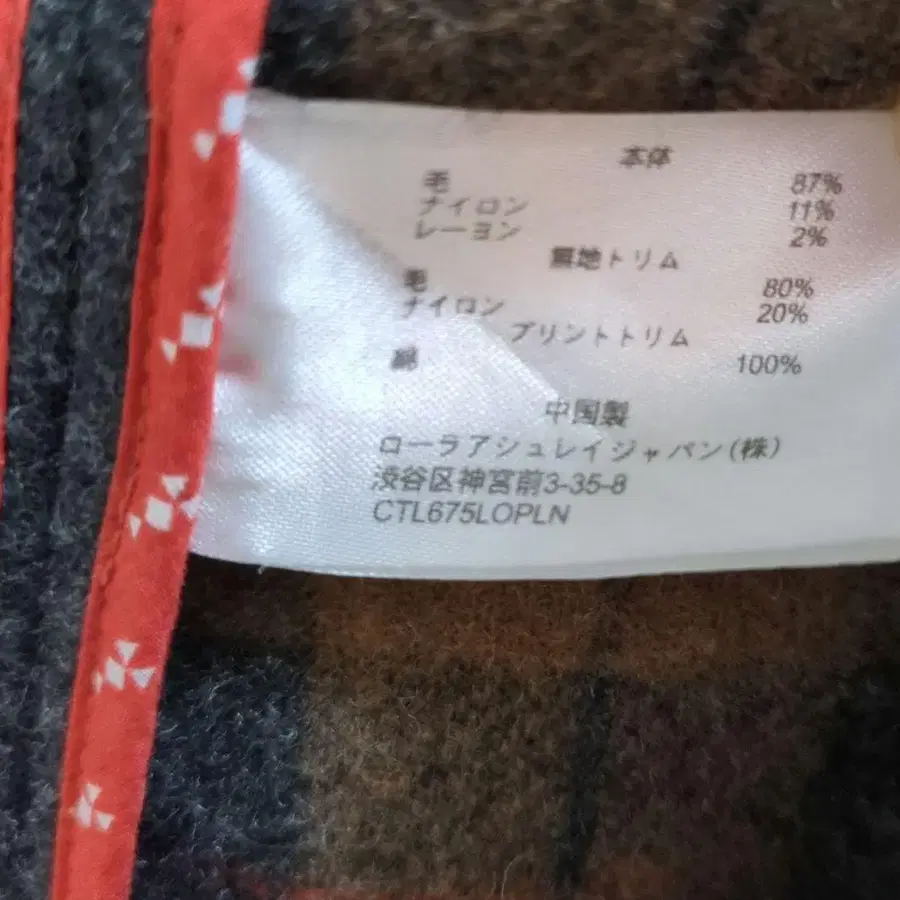 本体
毛 87%
ナイロン 11%
レーヨン 2%
無地トリム
毛 80%
ナイロン 20%
プリントトリム
綿 100%
中国製
ローラアシュレイジャパン(株)
渋谷区神宮前3-35-8
CTL675LOPLN